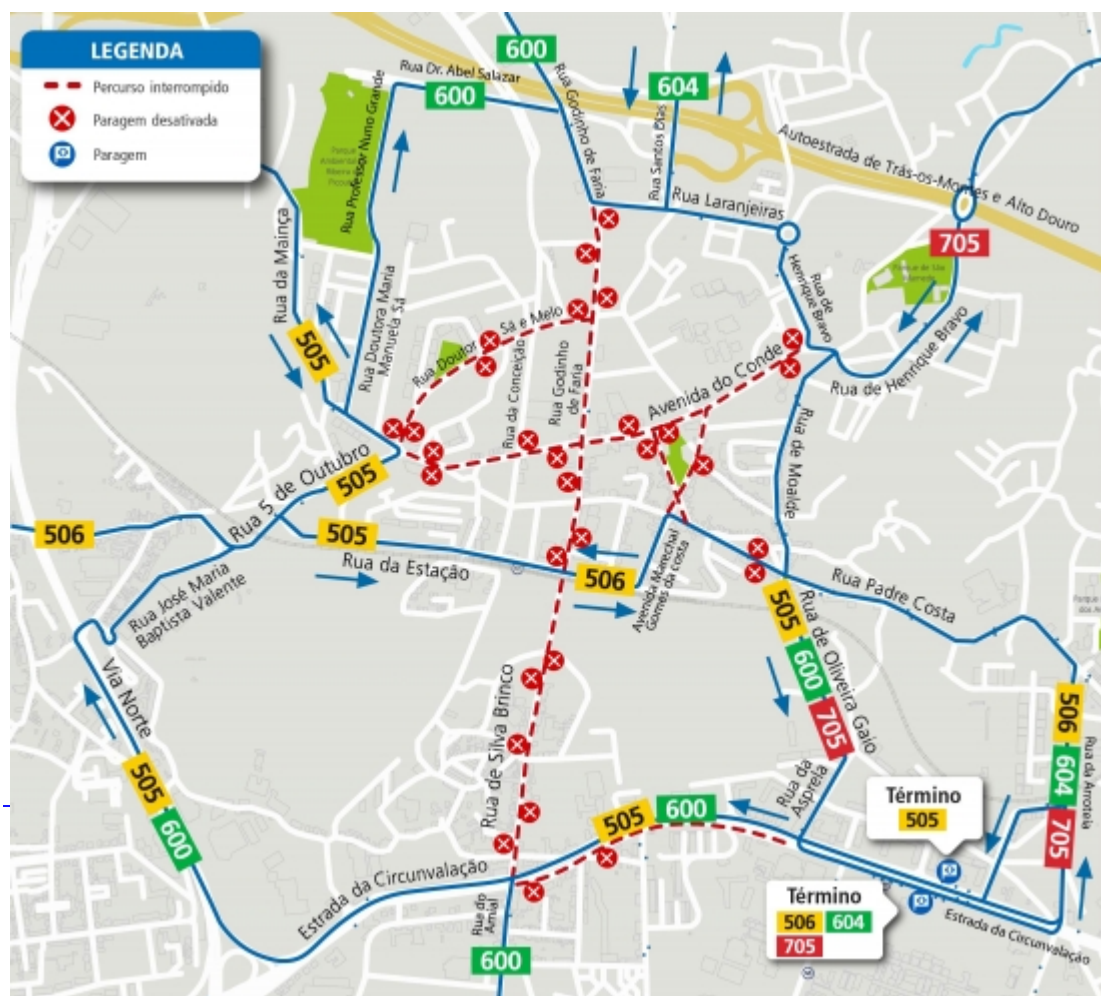 LEGENDA
Percurso interrompido
Paragem desativada
Paragem
600
Rua Dr. Abel Salazar
600
Rua Godinho de Faria
604
Rua Santos Dias
Autoestrada de Trás-os-Montes e Alto Douro
Rua Professor Nuno Grande
Rua Laranjeiras
705
Rua da Mainça
505
Rua Doutora Maria
Manuela Sá
Rua Doutor Sá e Melo
Rua da Conceição
Rua Godinho
de Faria
Avenida do Conde
Rua de
Henrique Bravo
Rua de Henrique Bravo
Rua de Moalde
Rua 5 de Outubro
505
506
505
Rua da Estação
506
Avenida Marechal
Gomes da costa
Rua Padre Costa
Rua José Maria
Baptista Valente
Via Norte
505
600
Rua de Silva Brinco
505
600
705
Rua de Oliveira Gaio
Rua da
Asprela
506
604
705
Rua da Arroteia
Término
505
505
600
Término
506 604
705
Estrada da Circunvalação
Estrada da Circunvalação
Rua do
Amial
600